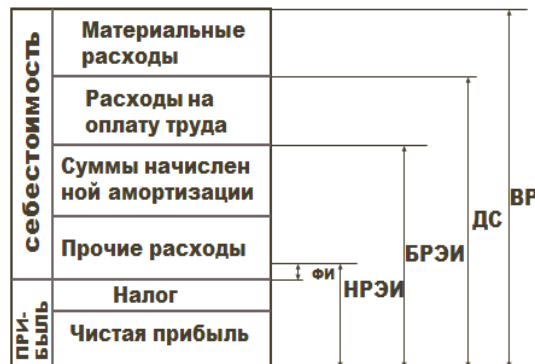 себестоимость
Материальные
расходы
Расходы на
оплату труда
Суммы начислен
ной амортизации
Прочие расходы
ПРИ-
БЫЛЬ
Налог
Чистая прибыль
ФИ
НРЭИ
БРЭИ
ДС
ВР